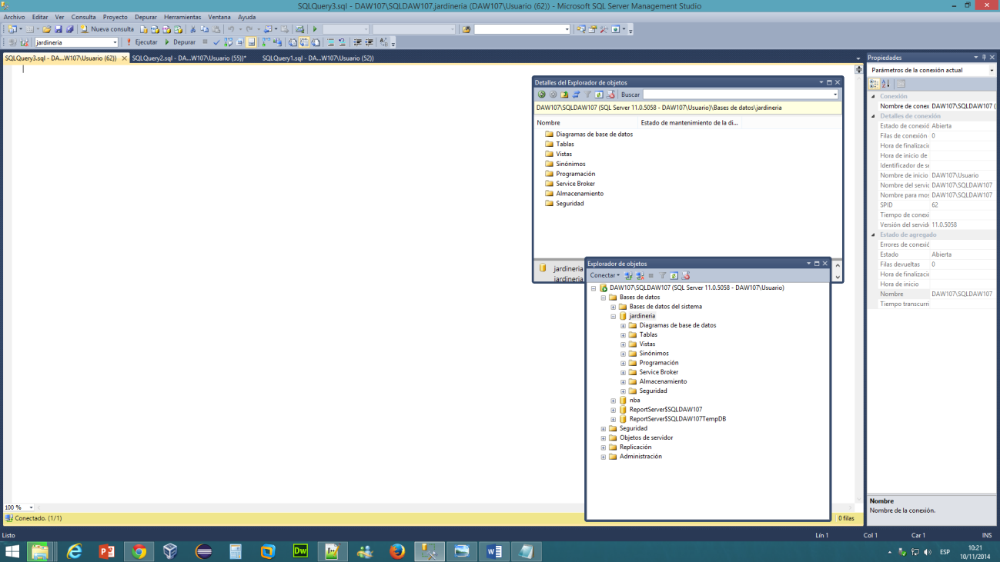 SQLQuery3.sql - DAW107\SQLDAW107.jardineria (DAW107\Usuario (62)) - Microsoft SQL Server Management Studio
Archivo Editar Ver Consulta Proyecto Depurar Herramientas Ventana Ayuda
Nueva consulta
jardineria Ejecutar Depurar
SQLQuery3.sql - DA...W107\Usuario (62)) SQLQuery2.sql - DA...W107\Usuario (55))* SQLQuery1.sql - DA...W107\Usuario (52))
Detalles del Explorador de objetos
Buscar
DAW107\SQLDAW107 (SQL Server 11.0.5058 - DAW107\Usuario)\Bases de datos\jardineria
Nombre Estado de mantenimiento de la di...
Diagramas de base de datos
Tablas
Vistas
Sinónimos
Programación
Service Broker
Almacenamiento
Seguridad
jardineria
jardineria
Explorador de objetos
Conectar
DAW107\SQLDAW107 (SQL Server 11.0.5058 - DAW107\Usuario)
Bases de datos
Bases de datos del sistema
jardineria
Diagramas de base de datos
Tablas
Vistas
Sinónimos
Programación
Service Broker
Almacenamiento
Seguridad
nba
ReportServer$SQLDAW107
ReportServer$SQLDAW107TempDB
Seguridad
Objetos de servidor
Replicación
Administración
Propiedades
Parámetros de la conexión actual
Conexión
Nombre de conex DAW107\SQLDAW107 (
Detalles de conexión
Estado de conexió Abierta
Filas de conexión 0
Hora de finalizació
Hora de inicio de
Identificador de se
Nombre de inicio DAW107\Usuario
Nombre del servic DAW107\SQLDAW107
Nombre para mos DAW107\SQLDAW107
SPID 62
Tiempo de conexi
Versión del servid 11.0.5058
Estado de agregado
Errores de conexió
Estado Abierta
Filas devueltas 0
Hora de finalizació
Hora de inicio
Nombre DAW107\SQLDAW107
Tiempo transcurri
Nombre
Nombre de la conexión.
100 %
Conectado. (1/1) 0 filas
Listo Lín 1 Col 1 Car 1 INS
Dw
ESP
10:21
10/11/2014